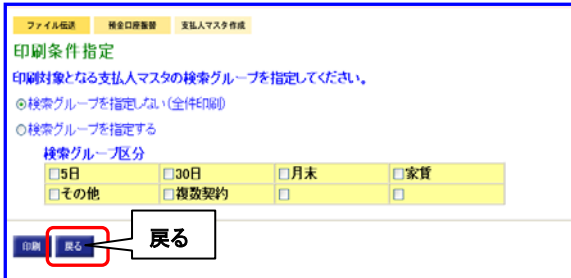 ファイル伝送 預金口座振替 支払人マスタ作成
印刷条件指定
印刷対象となる支払人マスタの検索グループを指定してください。
◉検索グループを指定しない(全件印刷)
○検索グループを指定する
検索グループ区分
□5日 □30日 □月末 □家賃
□その他 □複数契約 □ □
印刷 戻る 戻る